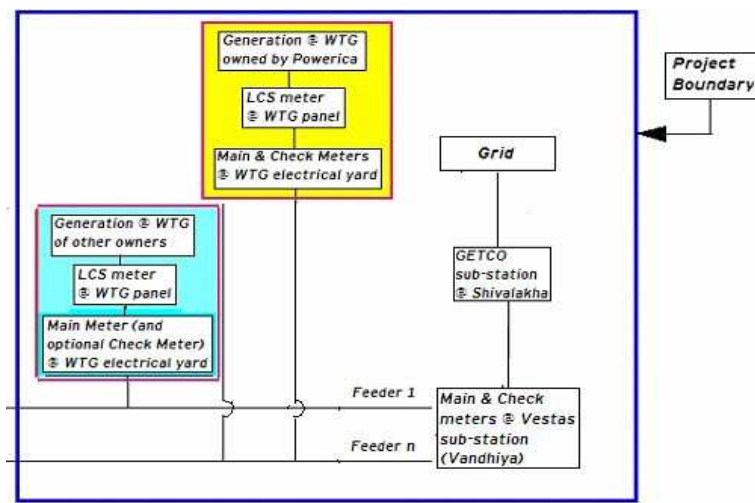 Generation @ WTG
owned by Powerica
LCS meter
@ WTG panel
Main & Check Meters
@ WTG electrical yard
Project
Boundary
Grid
Generation @ WTG
of other owners
LCS meter
@ WTG panel
Main Meter (and
optional Check Meter)
@ WTG electrical yard
GETCO
sub-station
@ Shivalakha
Feeder 1
Feeder n
Main & Check
meters @ Vestas
sub-station
(Vandhiya)